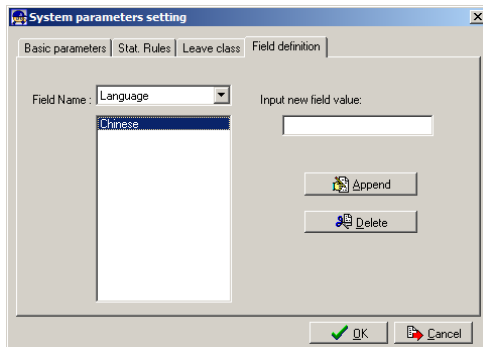 System parameters setting
Basic parameters Stat. Rules Leave class Field definition
Field Name : Language
Chinese
Input new field value:
Append
Delete
OK Cancel